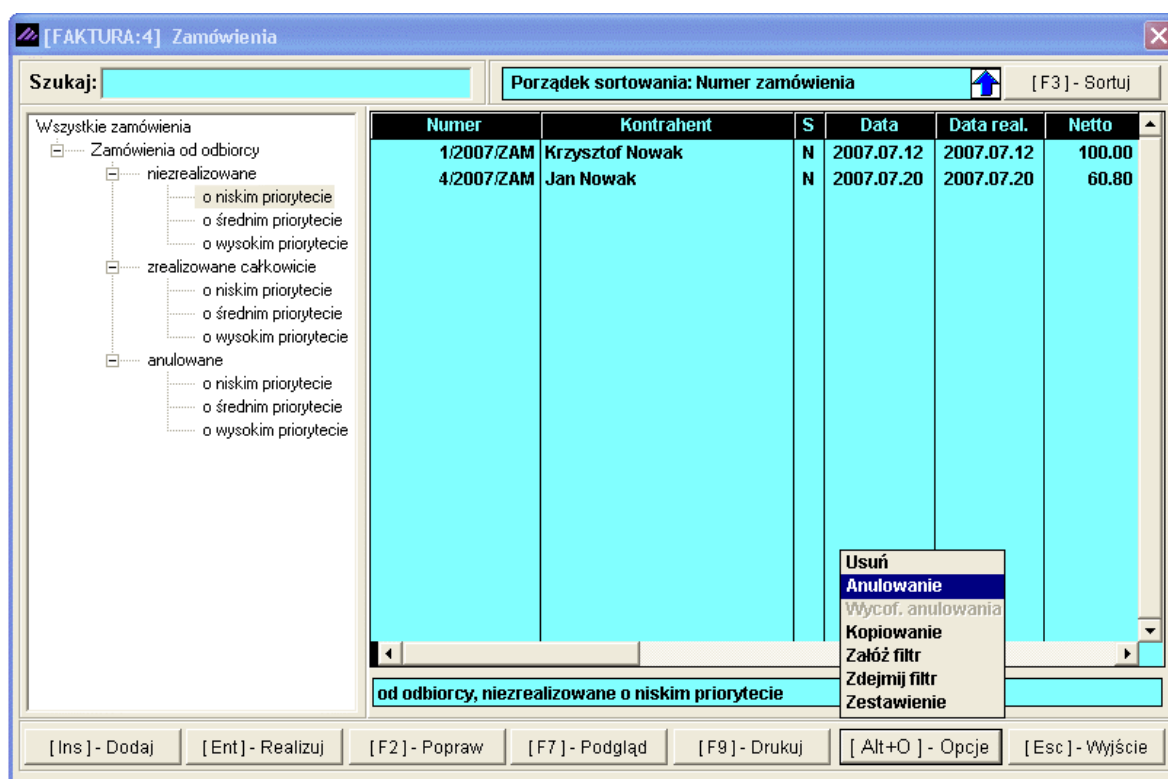 [FAKTURA:4] Zamówienia
Szukaj:
Porządek sortowania: Numer zamówienia
[ F3 ] - Sortuj
Wszystkie zamówienia
Zamówienia od odbiorcy
niezrealizowane
o niskim priorytecie
o średnim priorytecie
o wysokim priorytecie
zrealizowane całkowicie
o niskim priorytecie
o średnim priorytecie
o wysokim priorytecie
anulowane
o niskim priorytecie
o średnim priorytecie
o wysokim priorytecie
Numer Kontrahent S Data Data real. Netto
1/2007/ZAM Krzysztof Nowak N 2007.07.12 2007.07.12 100.00
4/2007/ZAM Jan Nowak N 2007.07.20 2007.07.20 60.80
Usuń
Anulowanie
Wycof. anulowania
Kopiowanie
Załóż filtr
Zdejmij filtr
Zestawienie
od odbiorcy, niezrealizowane o niskim priorytecie
[ Ins ] - Dodaj [ Ent ] - Realizuj [ F2 ] - Popraw [ F7 ] - Podgląd [ F9 ] - Drukuj [ Alt+O ] - Opcje [ Esc ] - Wyjście